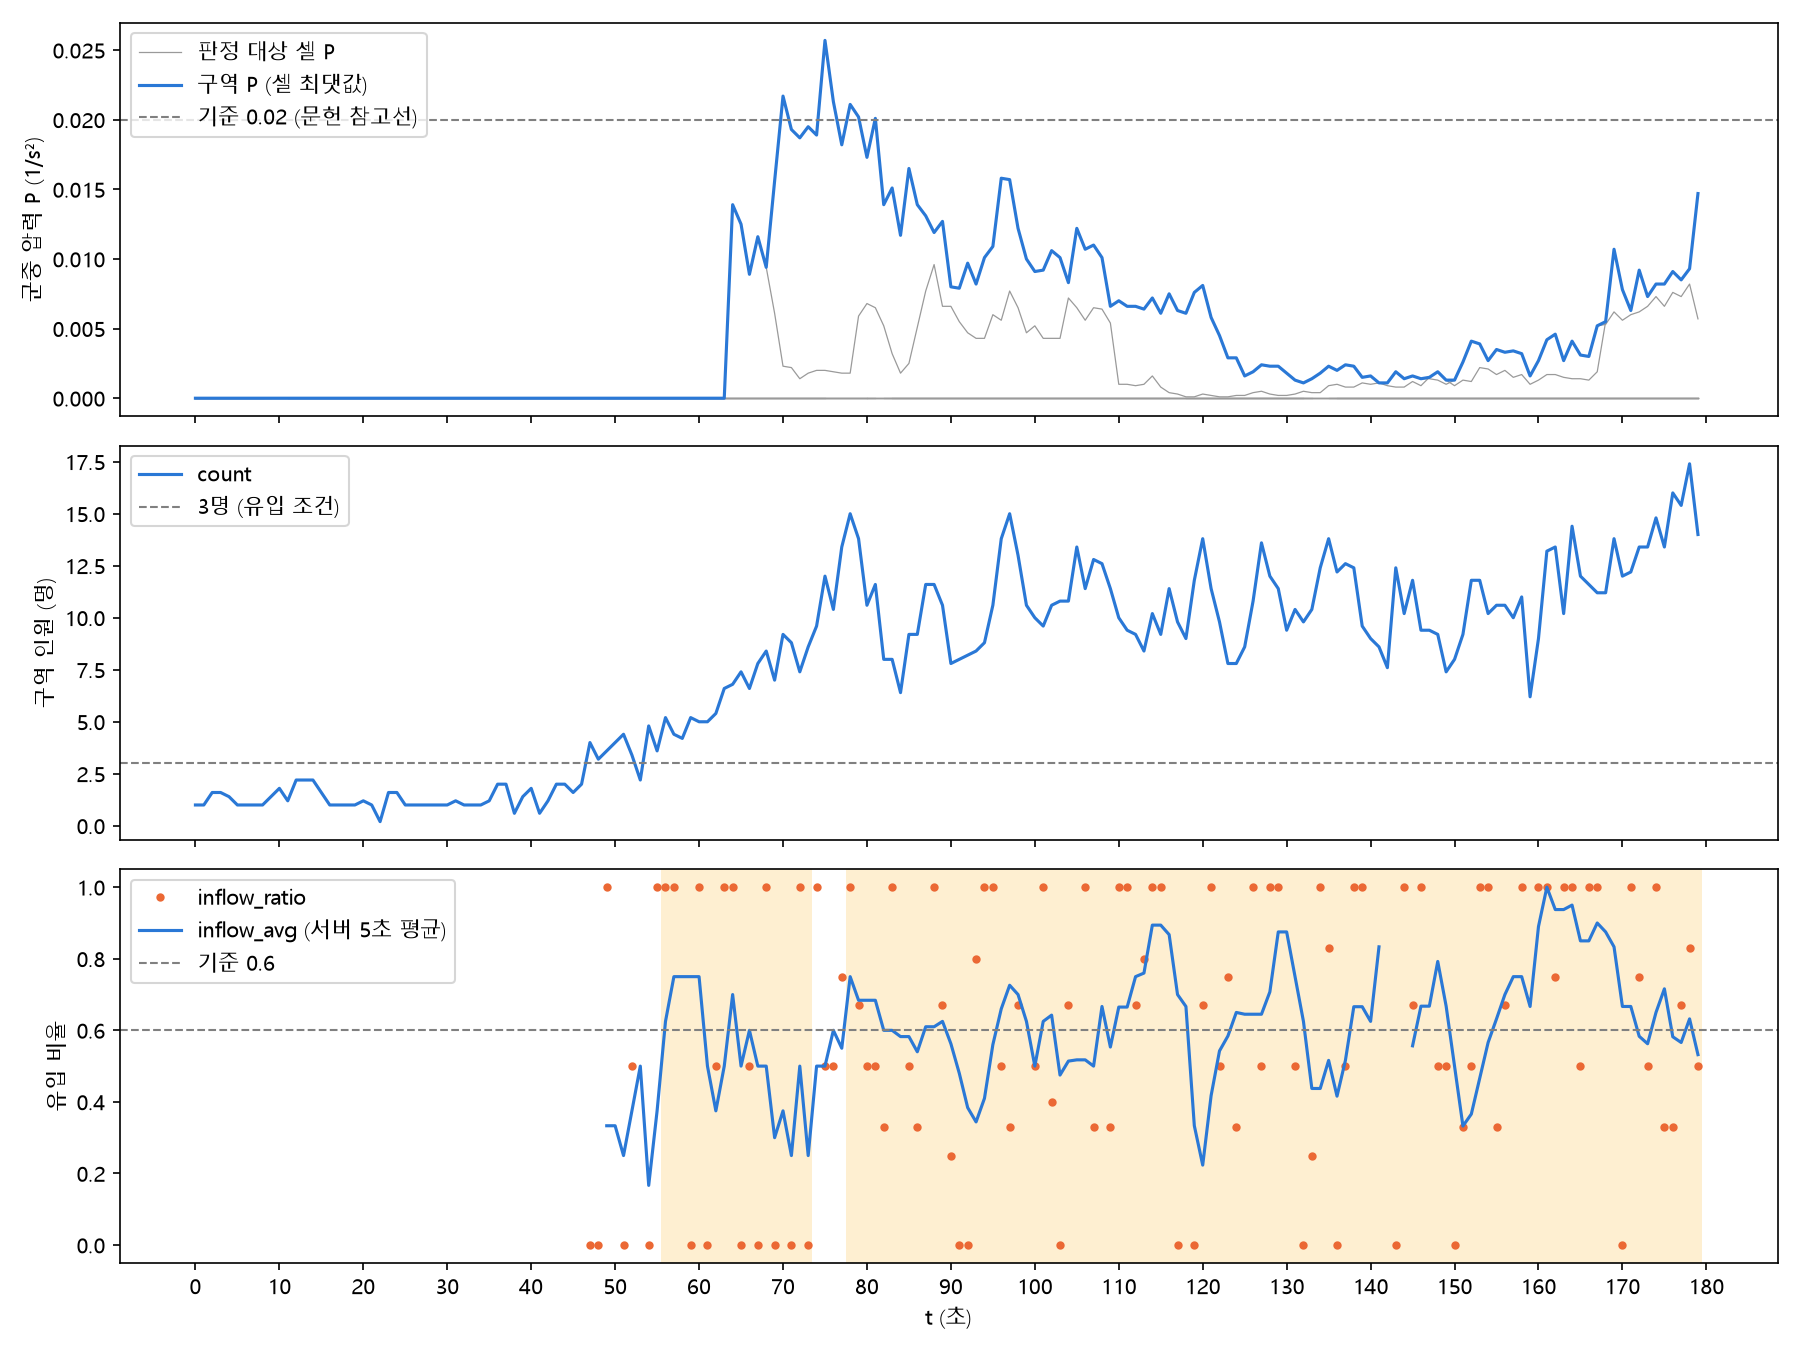 판정 대상 셀 P
구역 P (셀 최댓값)
기준 0.02 (문헌 참고선)
군중 압력 P (1/s²)
0.025
0.020
0.015
0.010
0.005
0.000
count
3명 (유입 조건)
구역 인원 (명)
17.5
15.0
12.5
10.0
7.5
5.0
2.5
0.0
inflow_ratio
inflow_avg (서버 5초 평균)
기준 0.6
유입 비율
1.0
0.8
0.6
0.4
0.2
0.0
0 10 20 30 40 50 60 70 80 90 100 110 120 130 140 150 160 170 180
t (초)